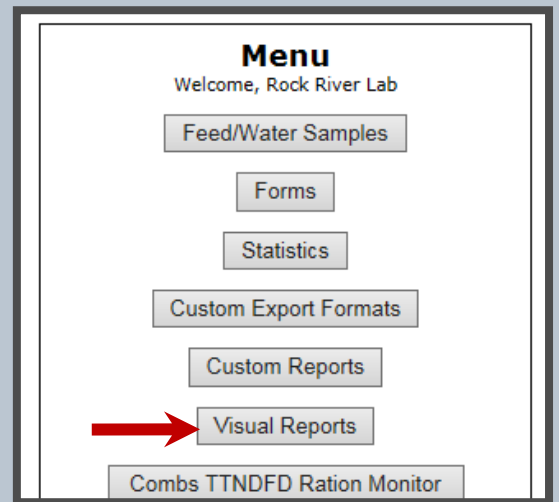 Menu
Welcome, Rock River Lab
Feed/Water Samples
Forms
Statistics
Custom Export Formats
Custom Reports
Visual Reports
Combs TTNDFD Ration Monitor